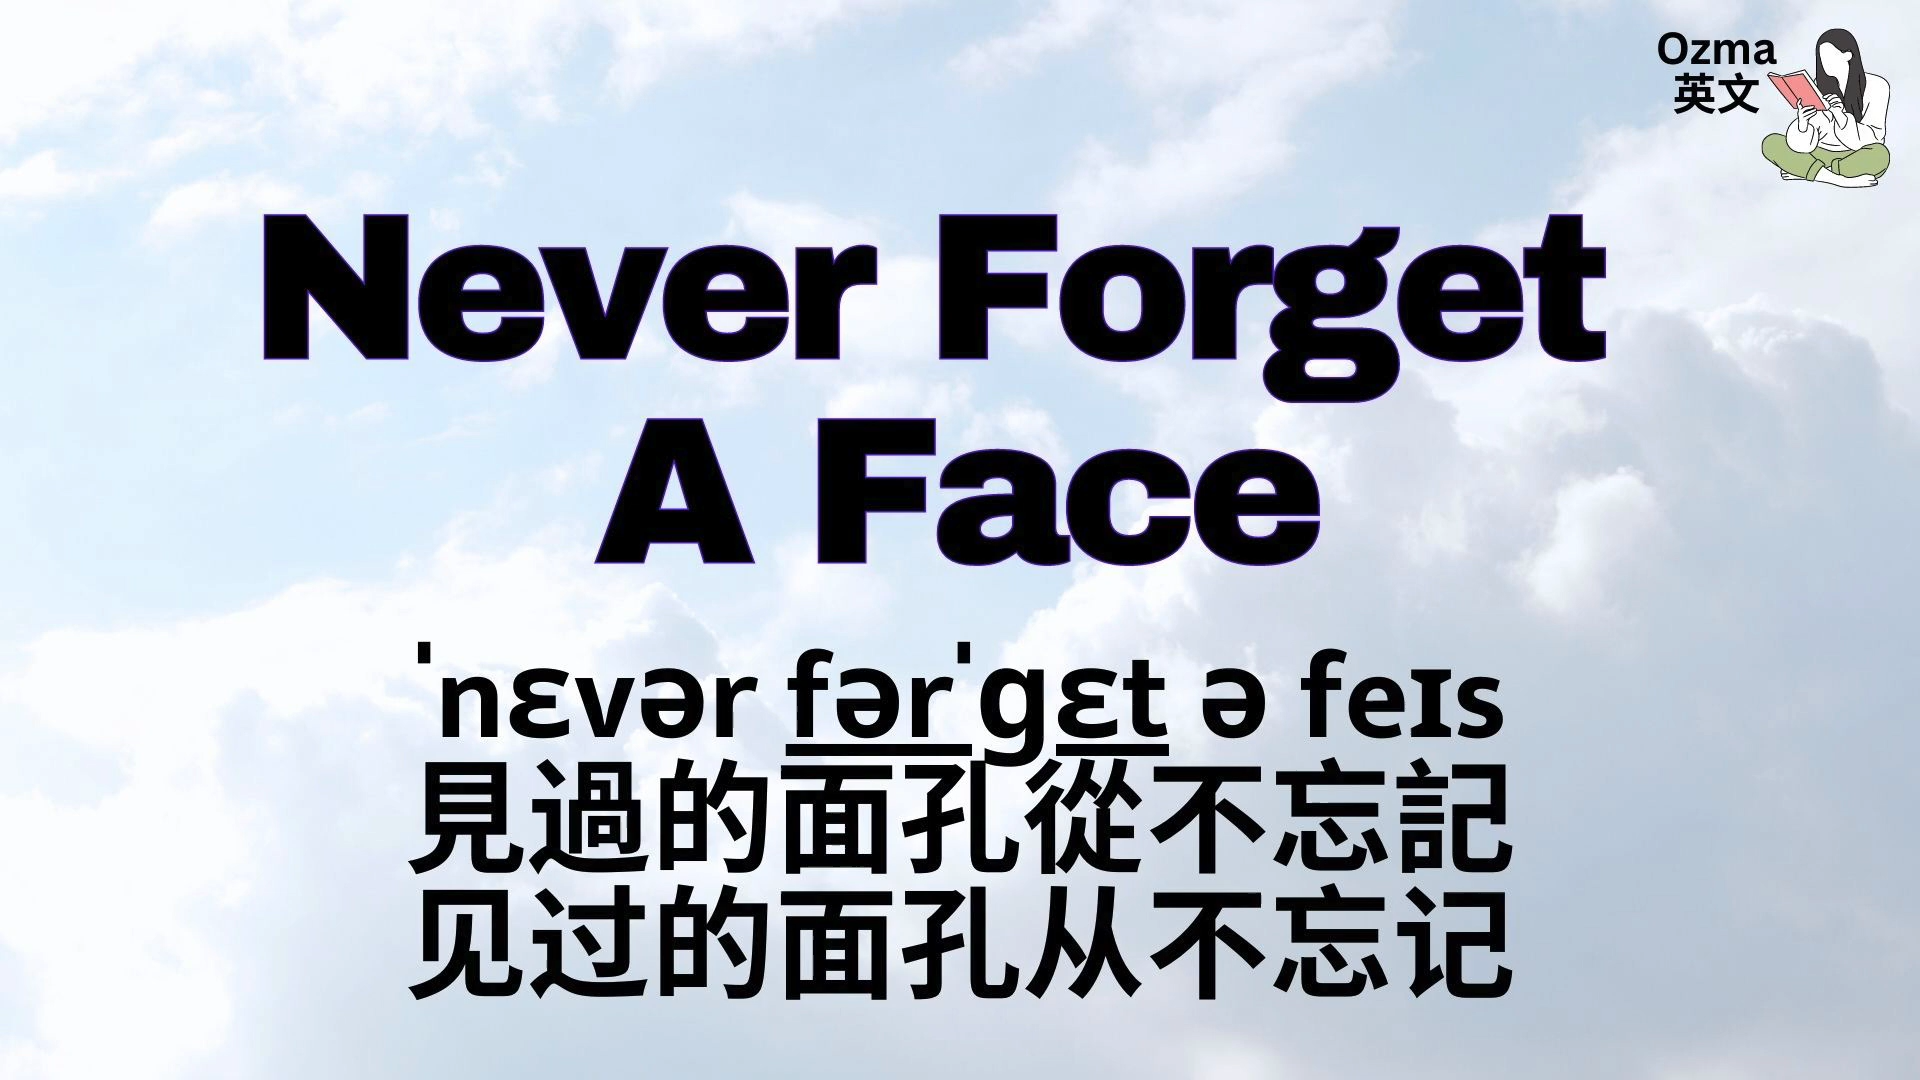 Ozma
英文
Never Forget
A Face
ˈnɛvər fərˈgɛt ə feɪs
見過的面孔從不忘記
见过的面孔从不忘记